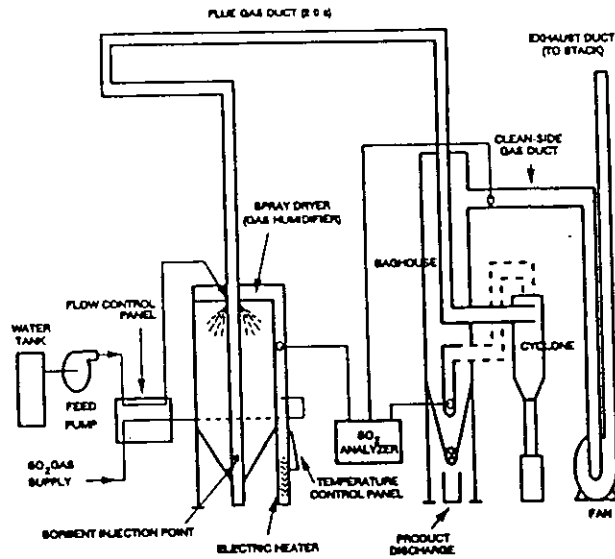 FLUE GAS DUCT (2 0 s)
EXHAUST DUCT
(TO STACK)
CLEAN-SIDE
GAS DUCT
SPRAY DRYER
(GAS HUMIDIFIER)
BAGHOUSE
FLOW CONTROL
PANEL
WATER
TANK
CYCLONE
FEED
PUMP
SO2 GAS
SUPPLY
SO2
ANALYZER
TEMPERATURE
CONTROL PANEL
SORBENT INJECTION POINT
ELECTRIC HEATER
PRODUCT
DISCHARGE
FAN